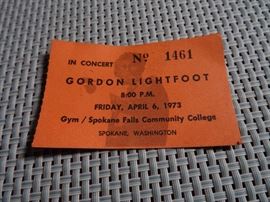 IN CONCERT Nº 1461
GORDON LIGHTFOOT
8:00 P.M.
FRIDAY, APRIL 6, 1973
Gym / Spokane Falls Community College
SPOKANE, WASHINGTON